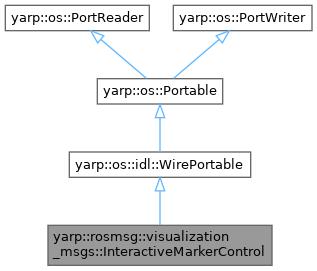 yarp::os::PortReader
yarp::os::PortWriter
yarp::os::Portable
yarp::os::idl::WirePortable
yarp::rosmsg::visualization
_msgs::InteractiveMarkerControl